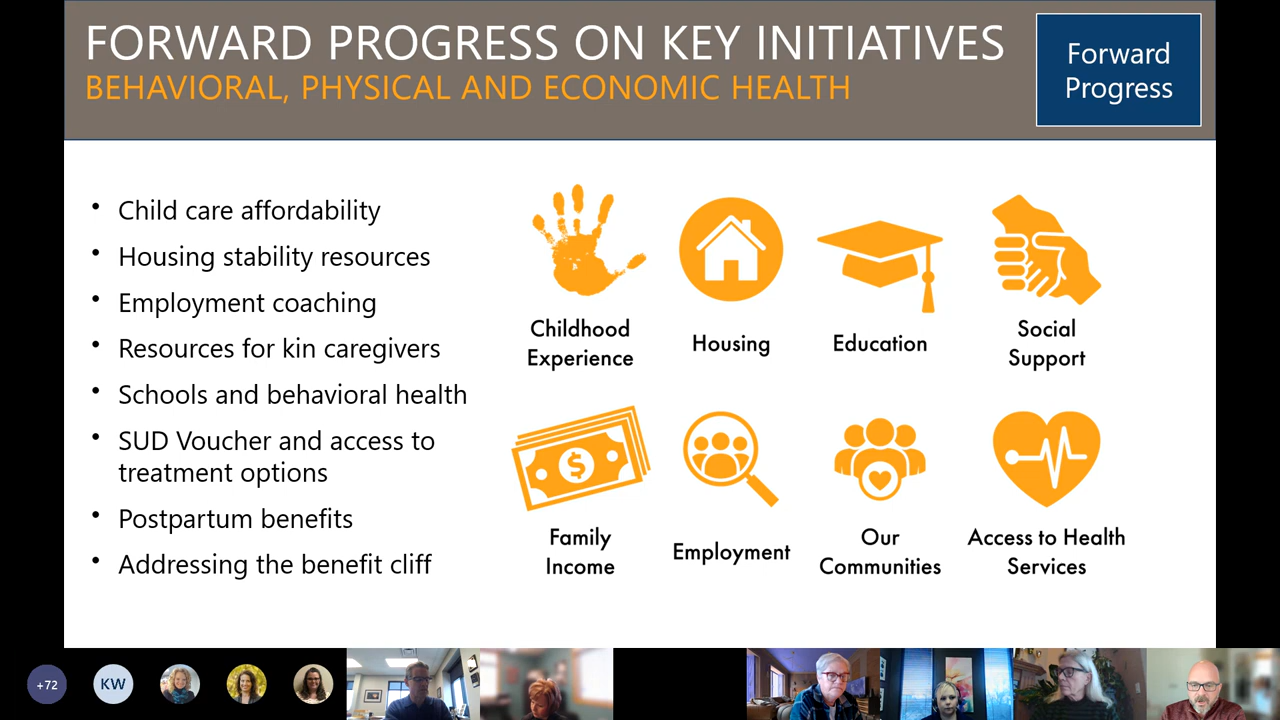 FORWARD PROGRESS ON KEY INITIATIVES
BEHAVIORAL, PHYSICAL AND ECONOMIC HEALTH
Forward
Progress
• Child care affordability
• Housing stability resources
• Employment coaching
• Resources for kin caregivers
• Schools and behavioral health
• SUD Voucher and access to
treatment options
• Postpartum benefits
• Addressing the benefit cliff
Childhood
Experience
Housing
Education
Social
Support
$
Family
Income
Employment
Our
Communities
Access to Health
Services
+72
KW